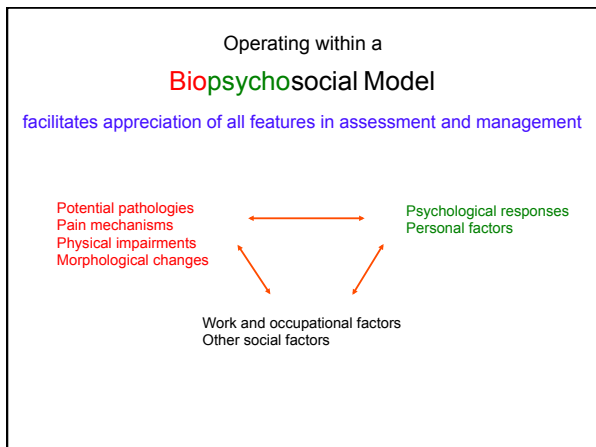 Operating within a
Biopsychosocial Model
facilitates appreciation of all features in assessment and management
Potential pathologies
Pain mechanisms
Physical impairments
Morphological changes
Psychological responses
Personal factors
Work and occupational factors
Other social factors